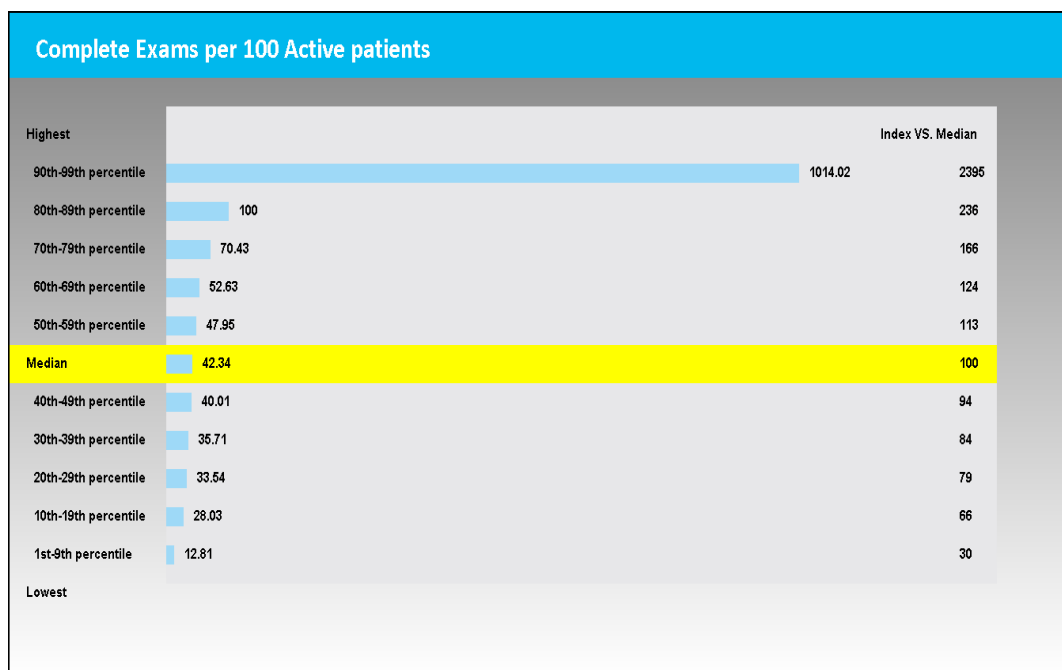 Complete Exams per 100 Active patients
Highest Index VS. Median
90th-99th percentile 1014.02 2395
80th-89th percentile 100 236
70th-79th percentile 70.43 166
60th-69th percentile 52.63 124
50th-59th percentile 47.95 113
Median 42.34 100
40th-49th percentile 40.01 94
30th-39th percentile 35.71 84
20th-29th percentile 33.54 79
10th-19th percentile 28.03 66
1st-9th percentile 12.81 30
Lowest